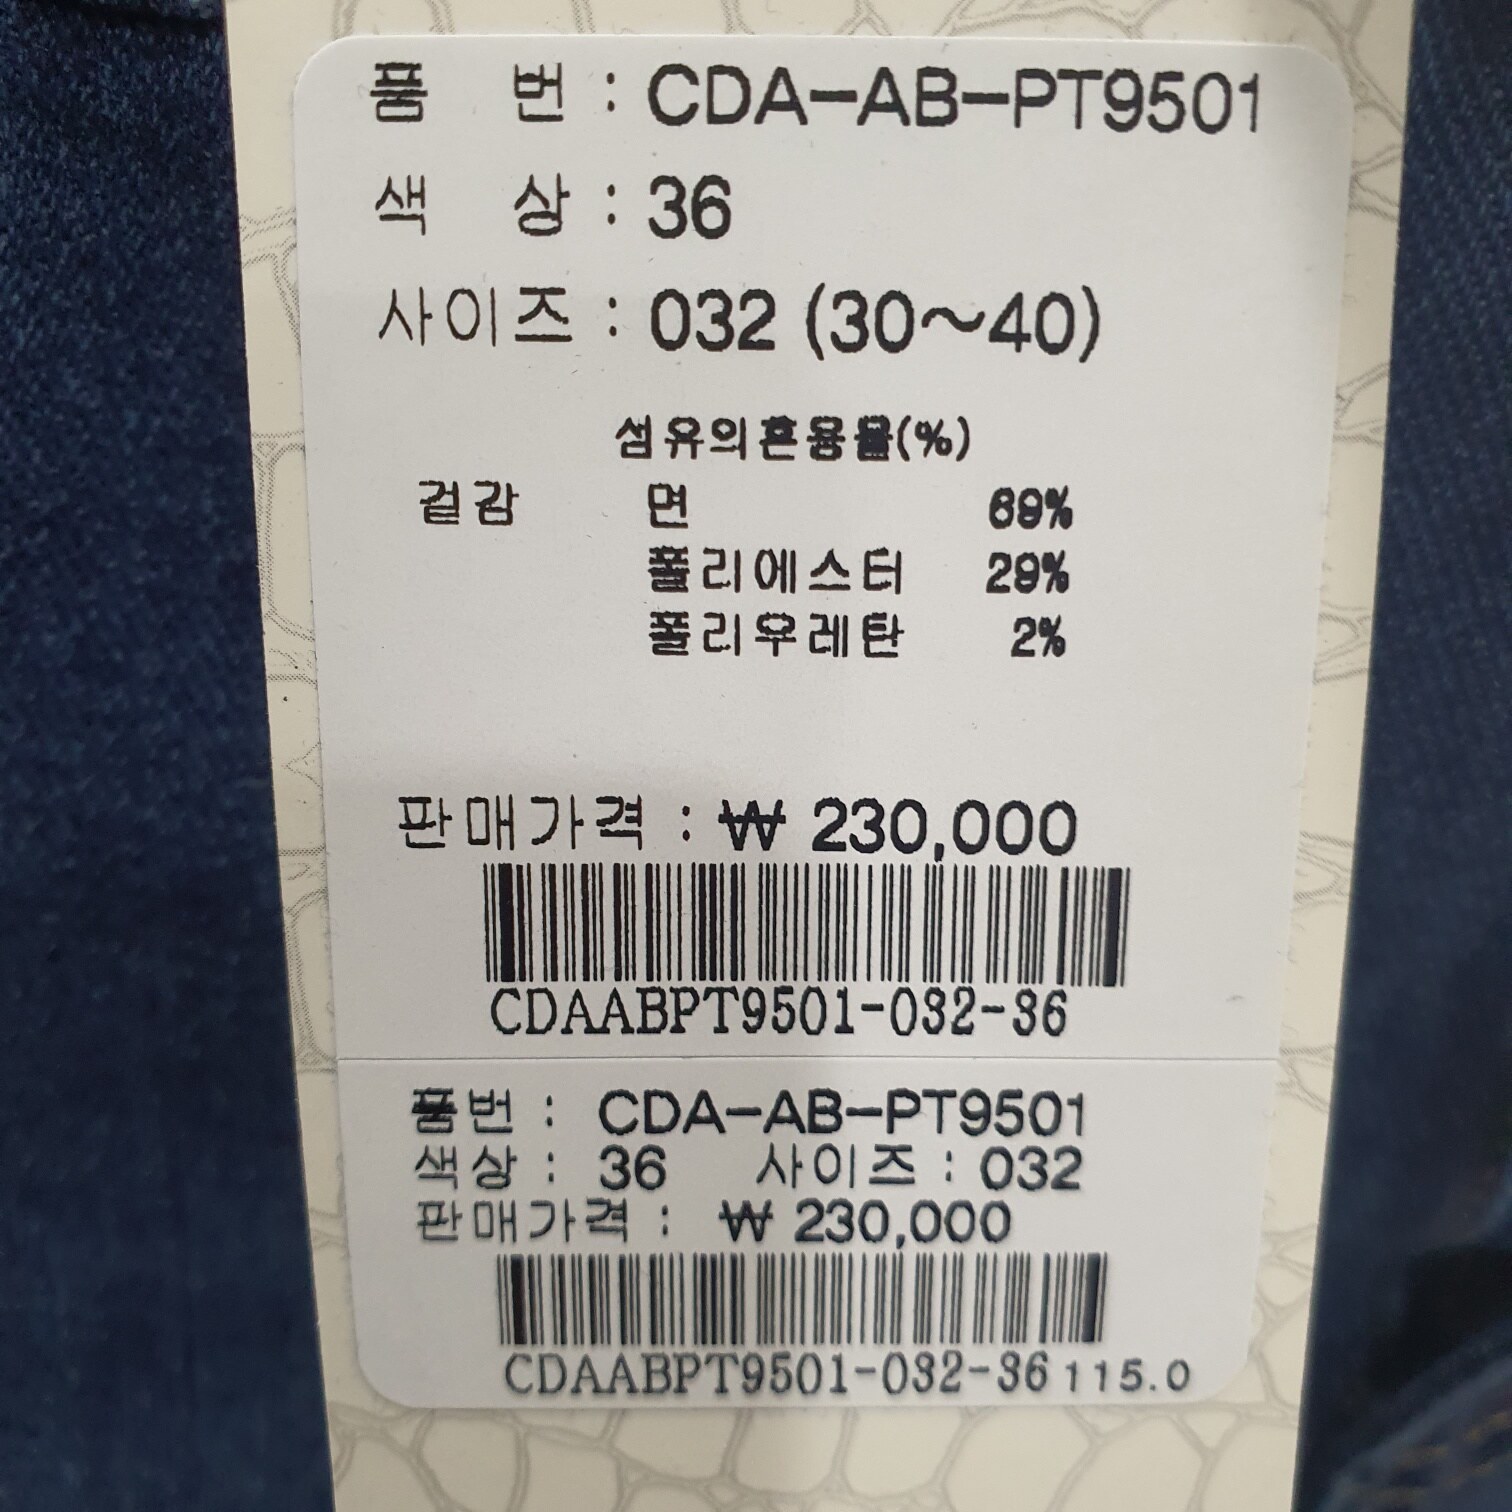 품 번 : CDA-AB-PT9501
색 상 : 36
사이즈 : 032 (30~40)
섬유의혼용율(%)
겉감 면 69%
폴리에스터 29%
폴리우레탄 2%
판매가격 : ₩ 230,000
CDAABPT9501-032-36
품번 : CDA-AB-PT9501
색상 : 36 사이즈 : 032
판매가격 : ₩ 230,000
CDAABPT9501-032-36 115.0